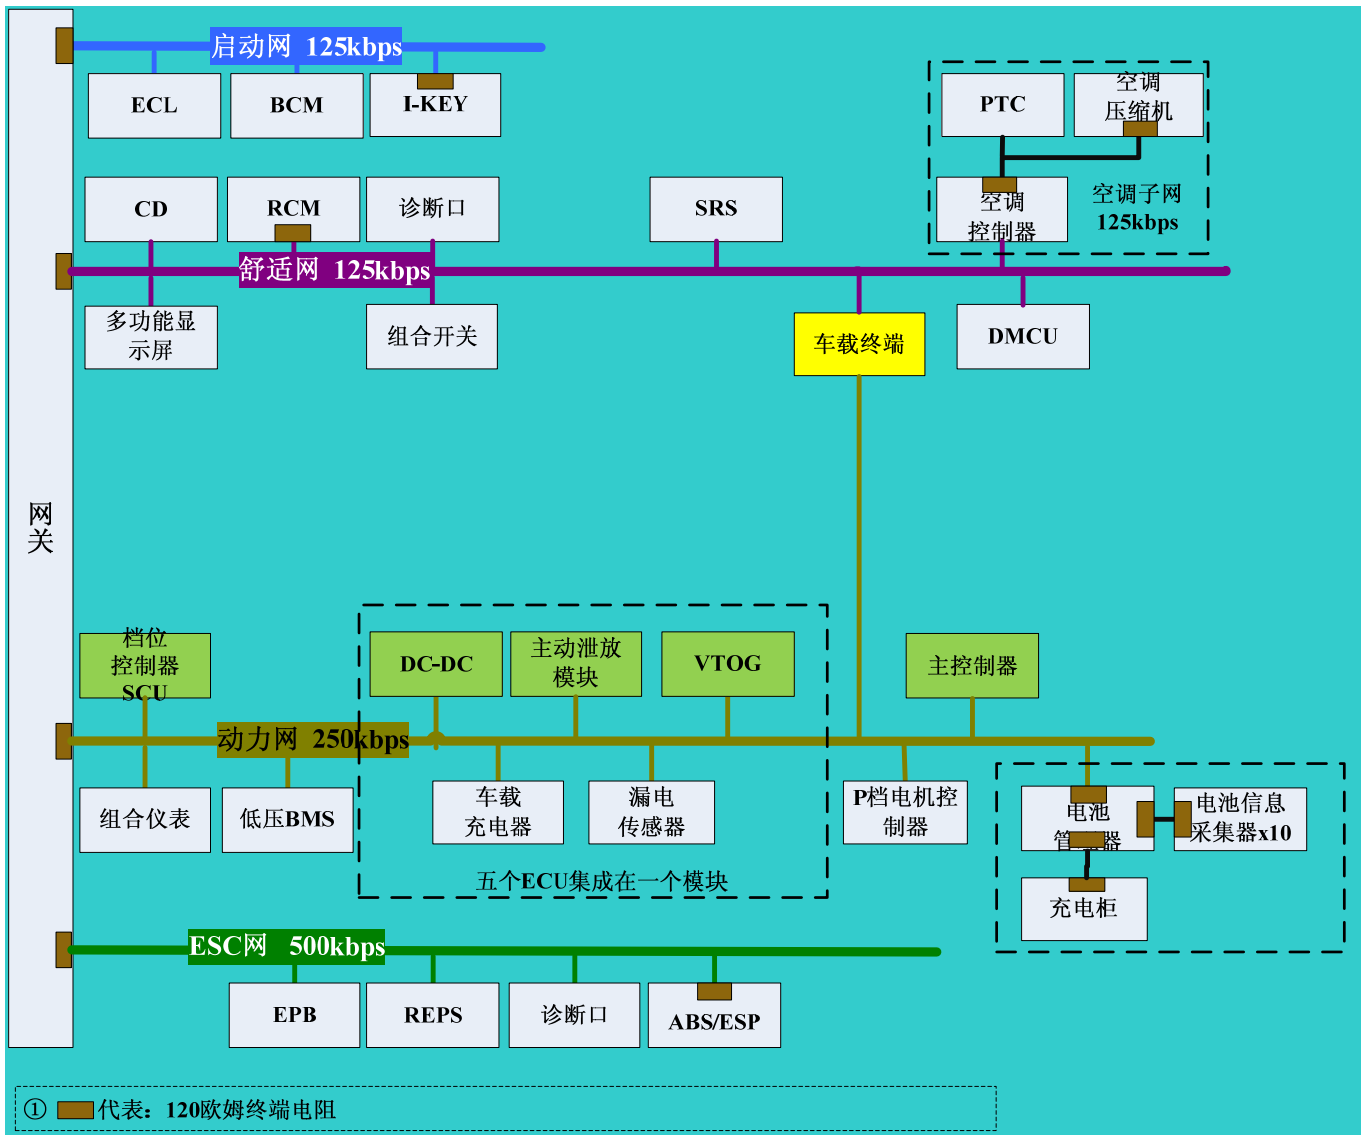 启动网 125kbps
ECL
BCM
I-KEY
PTC
空调
压缩机
空调
控制器
空调子网
125kbps
CD
RCM
诊断口
SRS
舒适网 125kbps
多功能显
示屏
组合开关
车载终端
DMCU
网
关
档位
控制器
SCU
DC-DC
主动泄放
模块
VTOG
主控制器
动力网 250kbps
组合仪表
低压BMS
车载
充电器
漏电
传感器
P档电机控
制器
电池
管理器
电池信息
采集器x10
充电柜
五个ECU集成在一个模块
ESC网 500kbps
EPB
REPS
诊断口
ABS/ESP
① 代表：120欧姆终端电阻